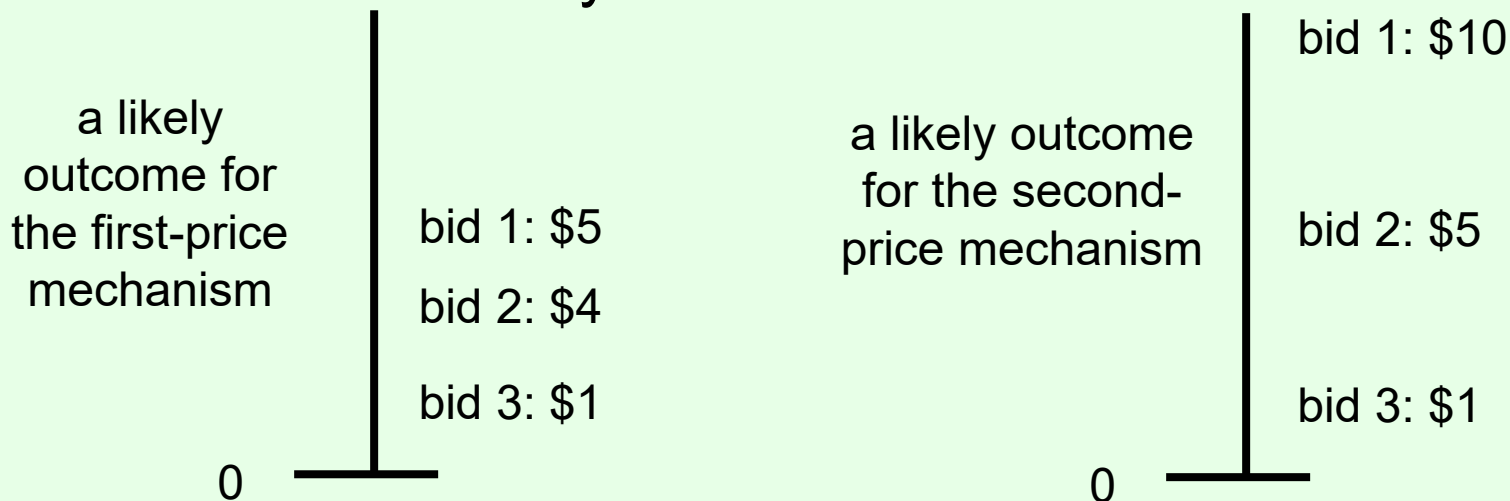 a likely
outcome for
the first-price
mechanism
bid 1: $5
bid 2: $4
bid 3: $1
0
a likely outcome
for the second-
price mechanism
bid 1: $10
bid 2: $5
bid 3: $1
0